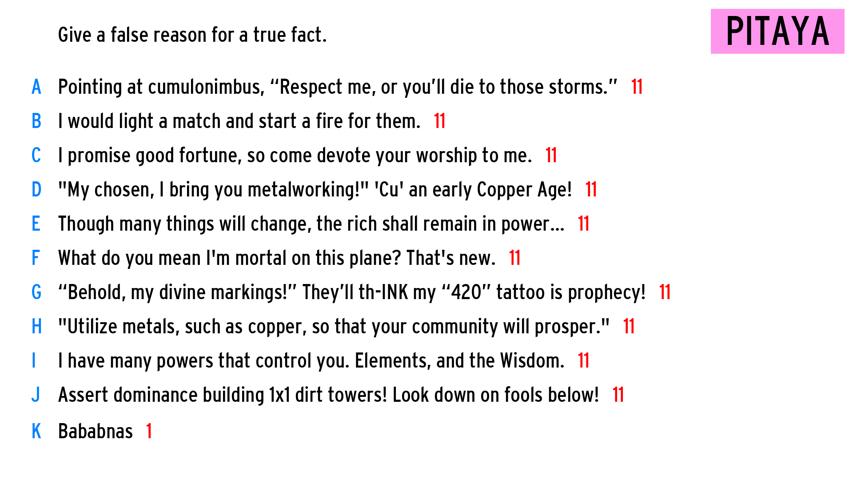 Give a false reason for a true fact.
PITAYA
A Pointing at cumulonimbus, “Respect me, or you’ll die to those storms.” 11
B I would light a match and start a fire for them. 11
C I promise good fortune, so come devote your worship to me. 11
D "My chosen, I bring you metalworking!" 'Cu' an early Copper Age! 11
E Though many things will change, the rich shall remain in power... 11
F What do you mean I'm mortal on this plane? That's new. 11
G “Behold, my divine markings!” They’ll th-INK my “420” tattoo is prophecy! 11
H "Utilize metals, such as copper, so that your community will prosper." 11
I I have many powers that control you. Elements, and the Wisdom. 11
J Assert dominance building 1x1 dirt towers! Look down on fools below! 11
K Bababnas 1